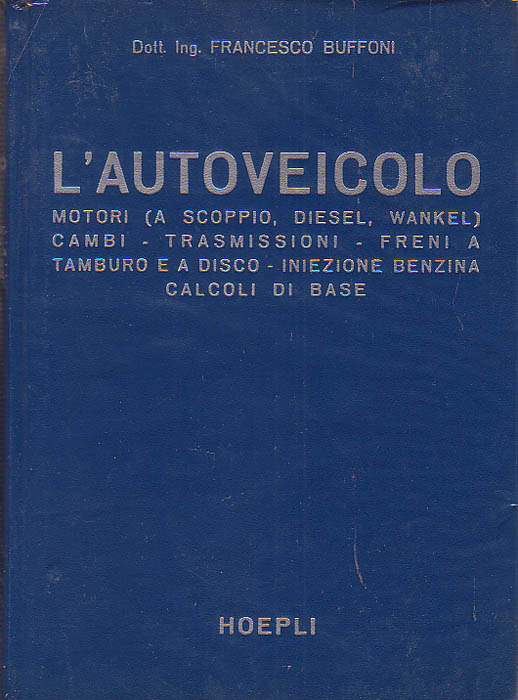 Dott. Ing. FRANCESCO BUFFONI
L'AUTOVEICOLO
MOTORI (A SCOPPIO, DIESEL, WANKEL)
CAMBI - TRASMISSIONI - FRENI A
TAMBURO E A DISCO - INIEZIONE BENZINA
CALCOLI DI BASE
HOEPLI